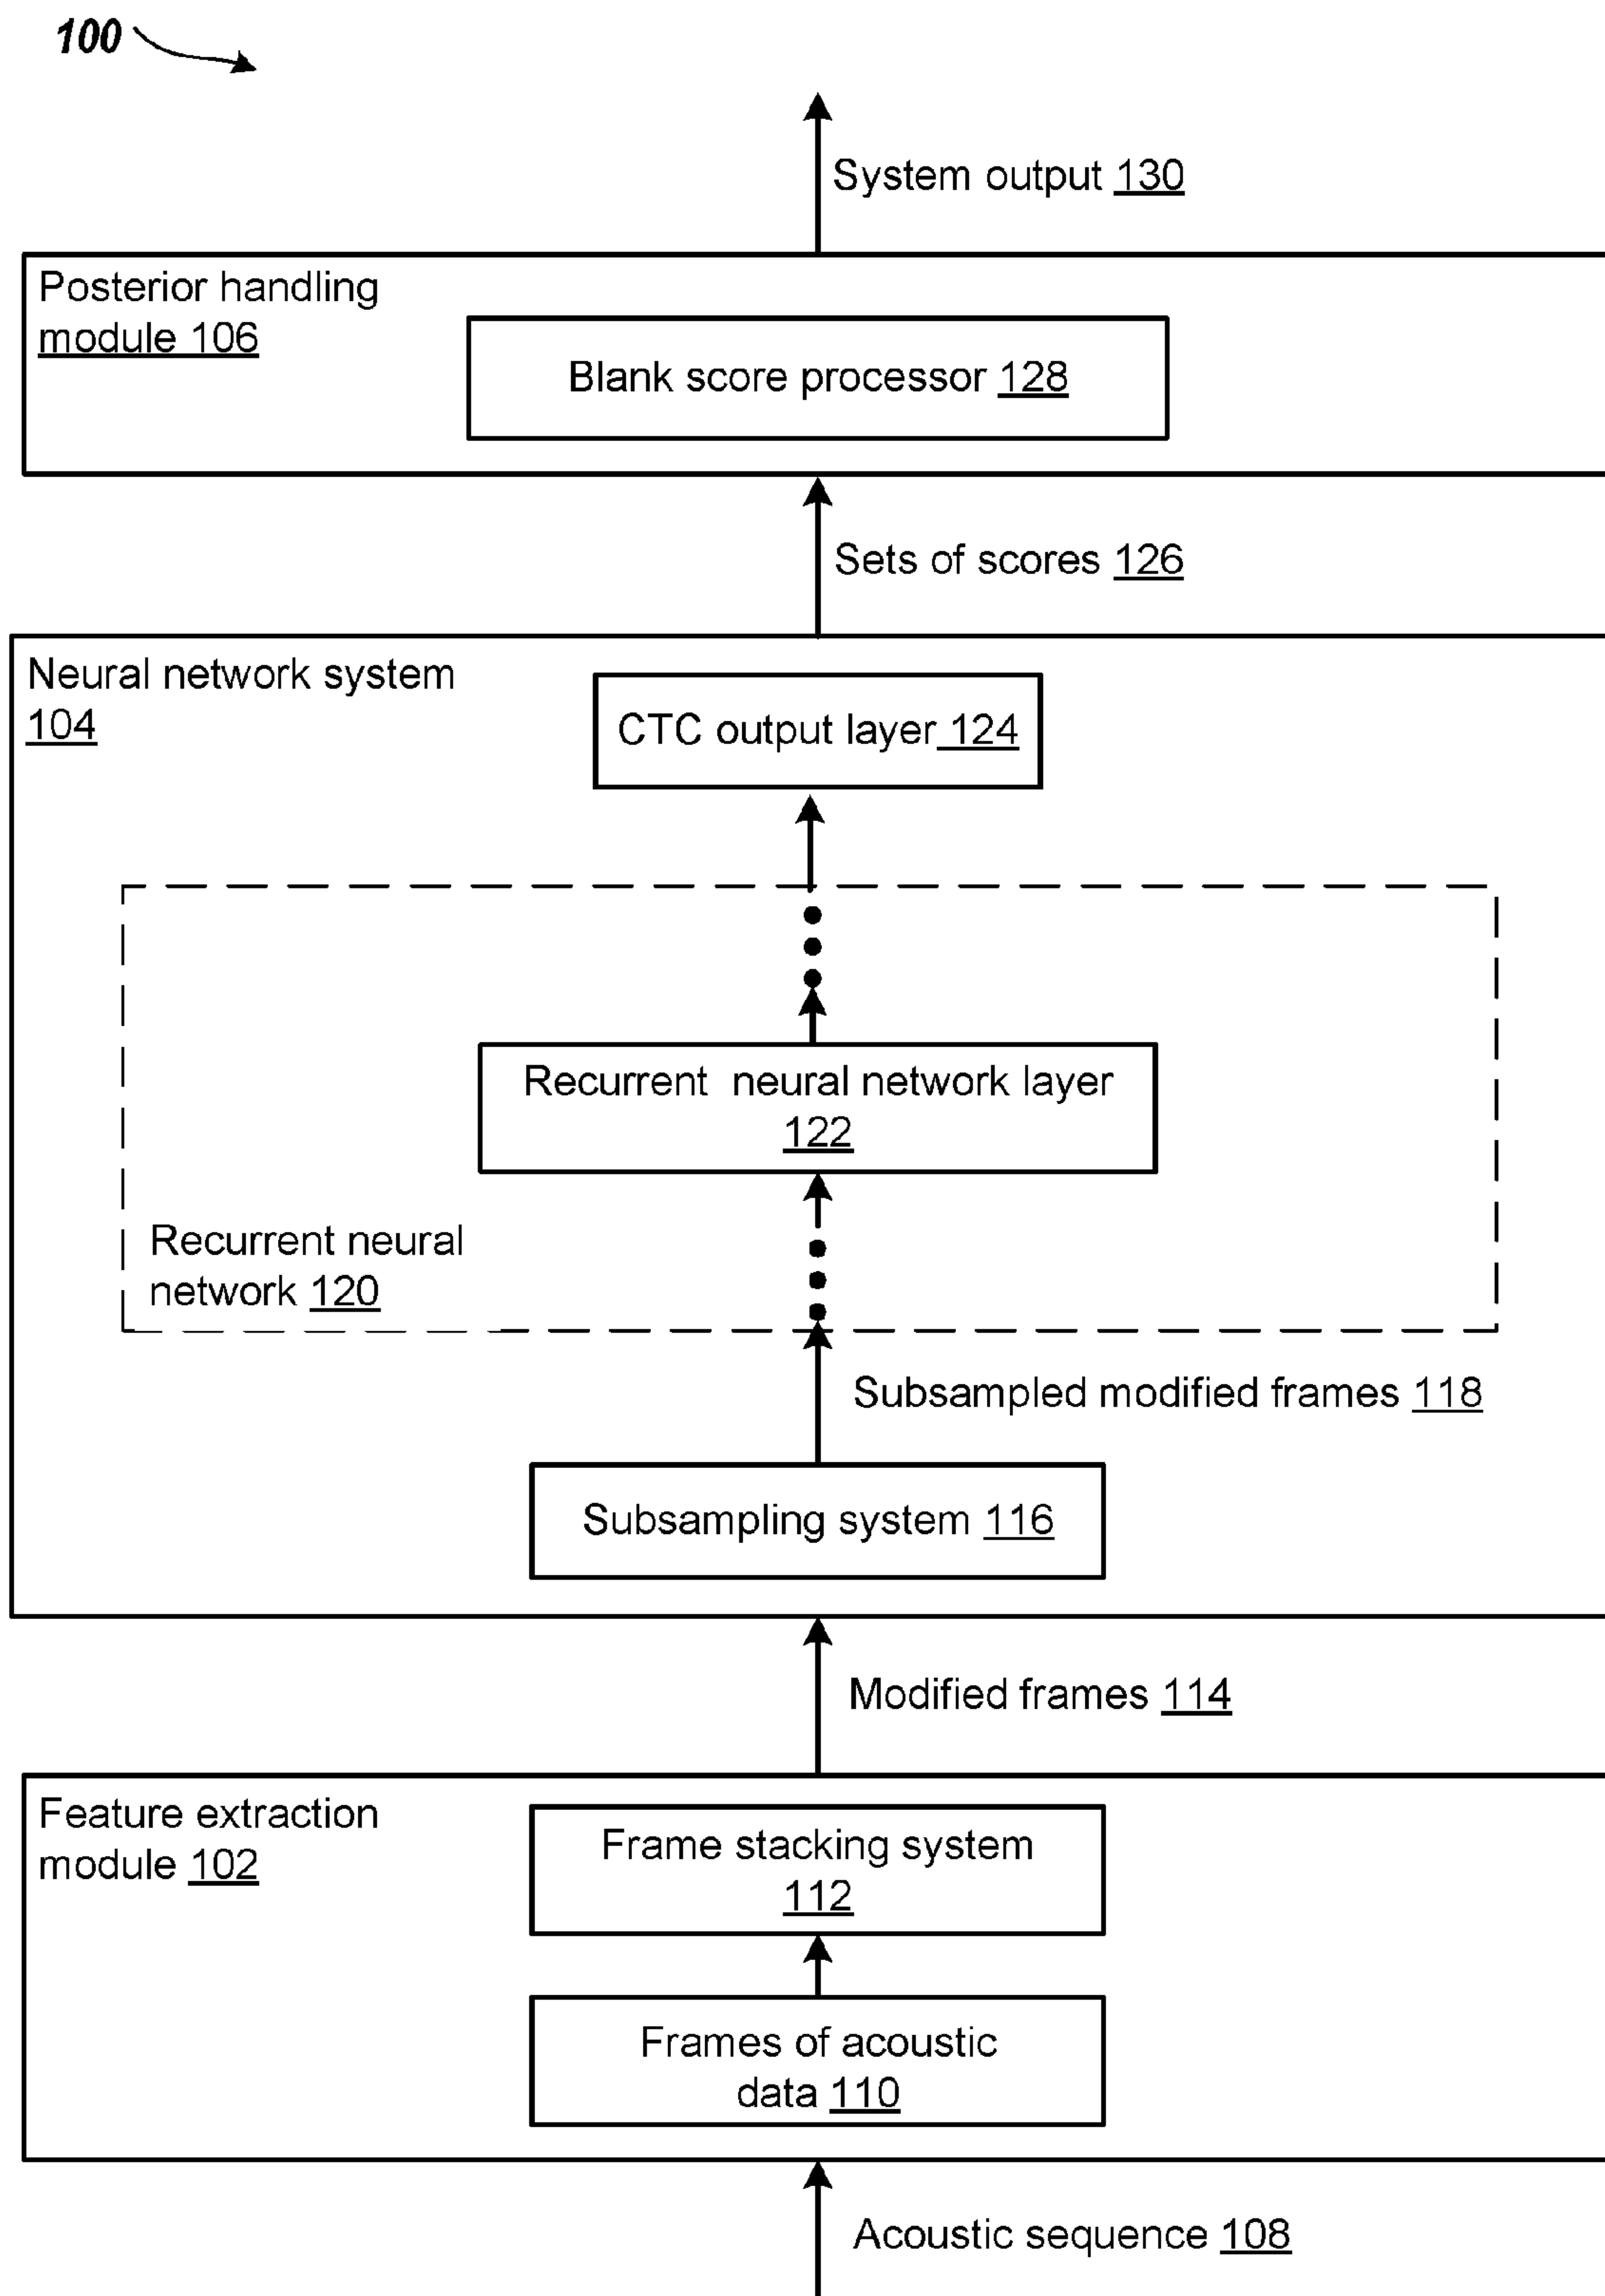 100
System output 130
Posterior handling
module 106
Blank score processor 128
Sets of scores 126
Neural network system
104
CTC output layer 124
Recurrent neural network layer
122
Recurrent neural
network 120
Subsampled modified frames 118
Subsampling system 116
Modified frames 114
Feature extraction
module 102
Frame stacking system
112
Frames of acoustic
data 110
Acoustic sequence 108